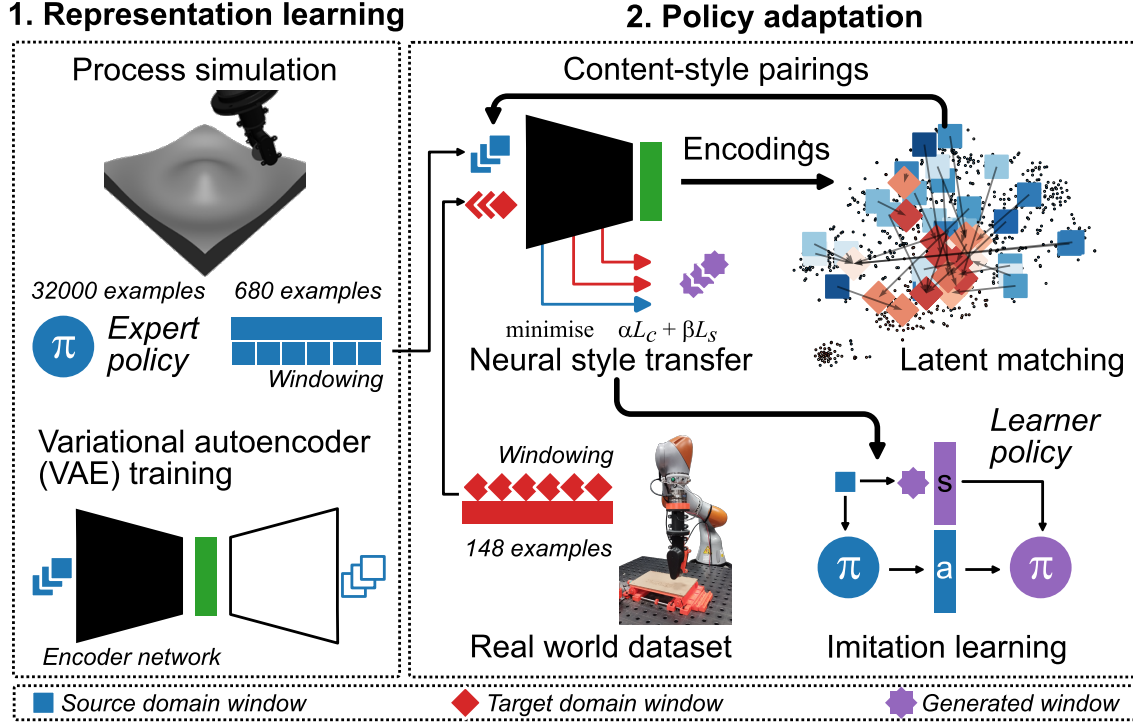 1. Representation learning
2. Policy adaptation
Process simulation
32000 examples
680 examples
π
Expert
policy
Windowing
Variational autoencoder
(VAE) training
Encoder network
Content-style pairings
Encodings
minimise αL_C + βL_S
Neural style transfer
Latent matching
Windowing
148 examples
Real world dataset
Learner
policy
s
π
a
π
Imitation learning
Source domain window
Target domain window
Generated window